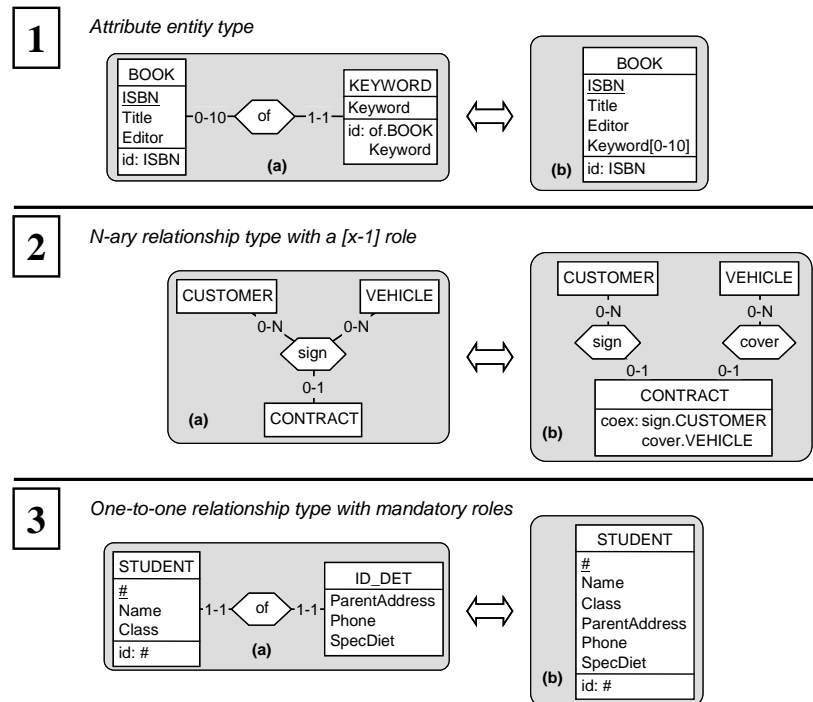 1
Attribute entity type
BOOK
ISBN
Title
Editor
id: ISBN
0-10
of
1-1
KEYWORD
Keyword
id: of.BOOK
Keyword
(a)
BOOK
ISBN
Title
Editor
Keyword[0-10]
id: ISBN
(b)
2
N-ary relationship type with a [x-1] role
CUSTOMER
VEHICLE
0-N
0-N
sign
0-1
CONTRACT
(a)
CUSTOMER
VEHICLE
0-N
0-N
sign
cover
0-1
0-1
CONTRACT
coex: sign.CUSTOMER
cover.VEHICLE
(b)
3
One-to-one relationship type with mandatory roles
STUDENT
#
Name
Class
id: #
1-1
of
1-1
ID_DET
ParentAddress
Phone
SpecDiet
(a)
STUDENT
#
Name
Class
ParentAddress
Phone
SpecDiet
id: #
(b)